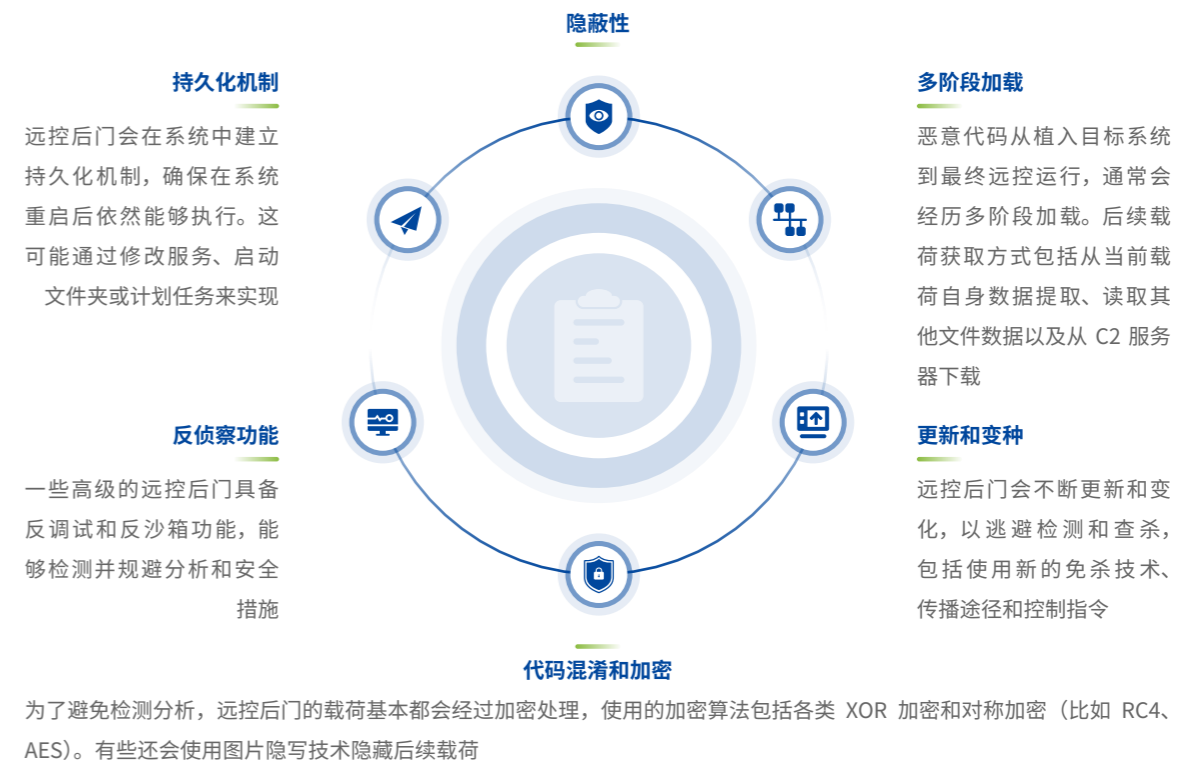 隐蔽性
持久化机制
远控后门会在系统中建立
持久化机制，确保在系统
重启后依然能够执行。这
可能通过修改服务、启动
文件夹或计划任务来实现
多阶段加载
恶意代码从植入目标系统
到最终远控运行，通常会
经历多阶段加载。后续载
荷获取方式包括从当前载
荷自身数据提取、读取其
他文件数据以及从 C2 服务
器下载
反侦察功能
一些高级的远控后门具备
反调试和反沙箱功能，能
够检测并规避分析和安全
措施
更新和变种
远控后门会不断更新和变
化，以逃避检测和查杀，
包括使用新的免杀技术、
传播途径和控制指令
代码混淆和加密
为了避免检测分析，远控后门的载荷基本都会经过加密处理，使用的加密算法包括各类 XOR 加密和对称加密（比如 RC4、
AES）。有些还会使用图片隐写技术隐藏后续载荷